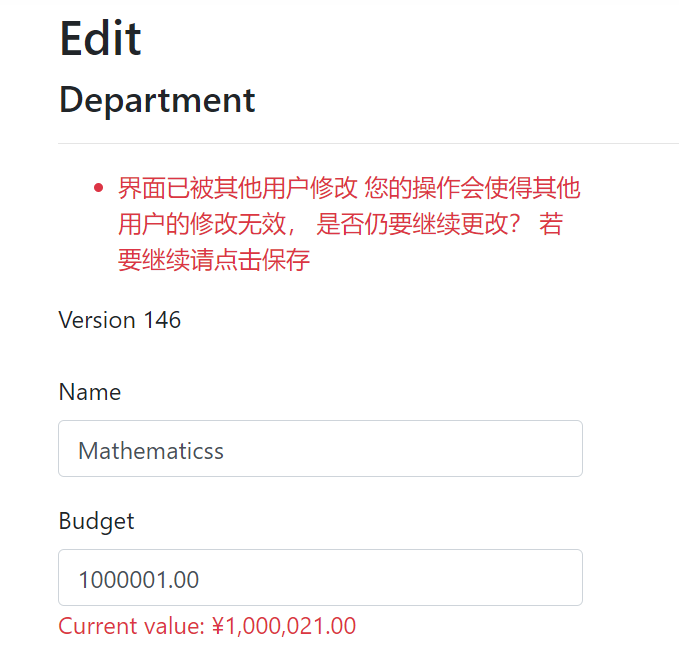 Edit
Department
界面已被其他用户修改 您的操作会使得其他
用户的修改无效， 是否仍要继续更改？ 若
要继续请点击保存
Version 146
Name
Mathematicss
Budget
1000001.00
Current value: ¥1,000,021.00